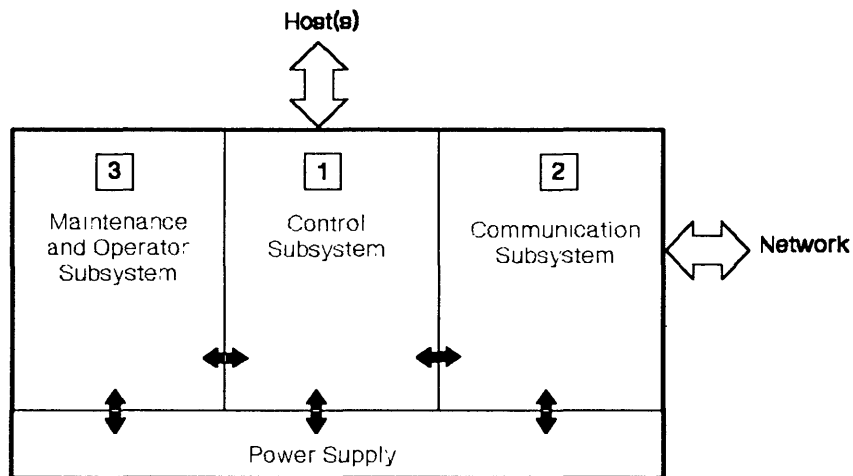 Host(s)
3
Maintenance
and Operator
Subsystem
1
Control
Subsystem
2
Communication
Subsystem
Network
Power Supply